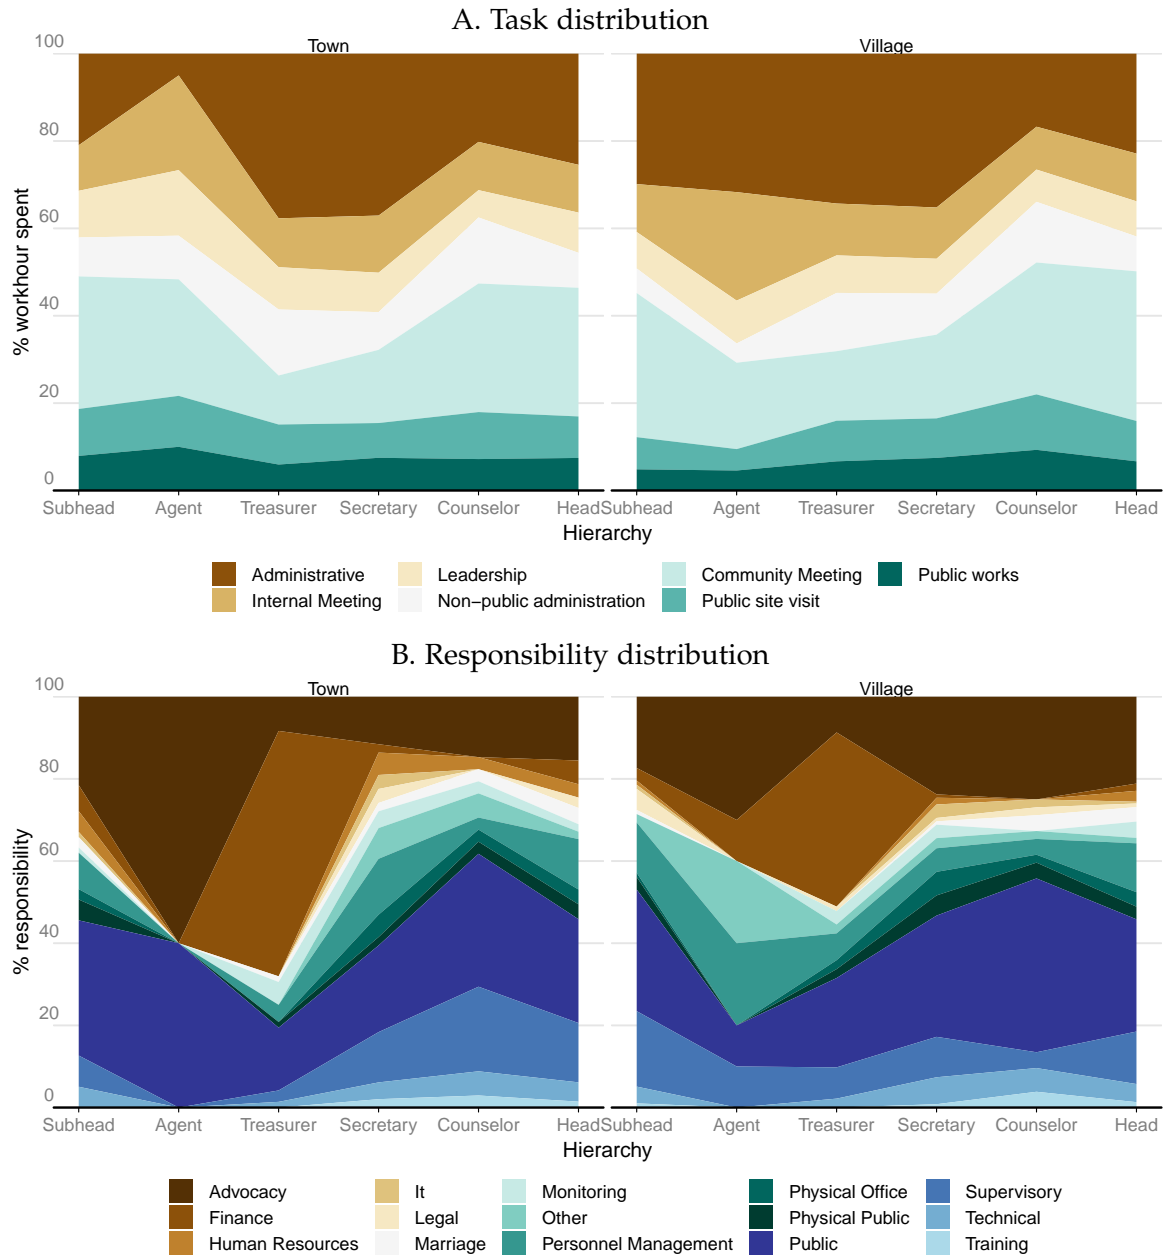 A. Task distribution
Town
Village
100
80
60
40
20
0
% workhour spent
Subhead Agent Treasurer Secretary Counselor Head Subhead Agent Treasurer Secretary Counselor Head
Hierarchy
Administrative Leadership Community Meeting Public works
Internal Meeting Non−public administration Public site visit
B. Responsibility distribution
Town
Village
100
80
60
40
20
0
% responsibility
Subhead Agent Treasurer Secretary Counselor Head Subhead Agent Treasurer Secretary Counselor Head
Hierarchy
Advocacy It Monitoring Physical Office Supervisory
Finance Legal Other Physical Public Technical
Human Resources Marriage Personnel Management Public Training